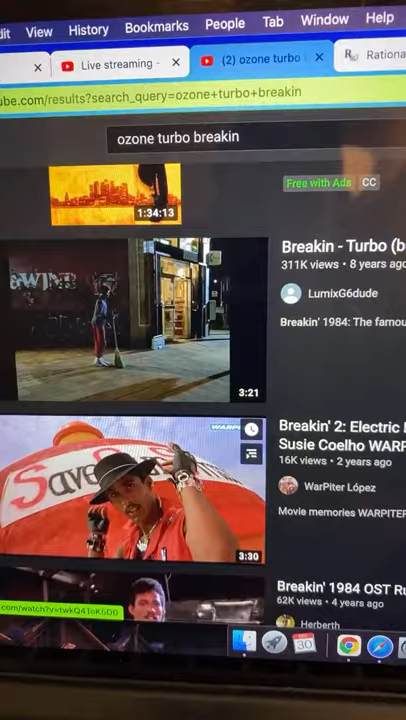 View History Bookmarks People Tab Window Help
Live streaming -
(2) ozone turbo
Rationa
ube.com/results?search_query=ozone+turbo+breakin
ozone turbo breakin
1:34:13
Free with Ads CC
Breakin - Turbo (b
311K views • 8 years ago
LumixG6dude
Breakin' 1984: The famou
3:21
Breakin' 2: Electric
Susie Coelho WARP
16K views • 2 years ago
WarPiter López
Movie memories WARPITER
Save
3:30
Breakin' 1984 OST Ru
62K views • 4 years ago
Herberth
30